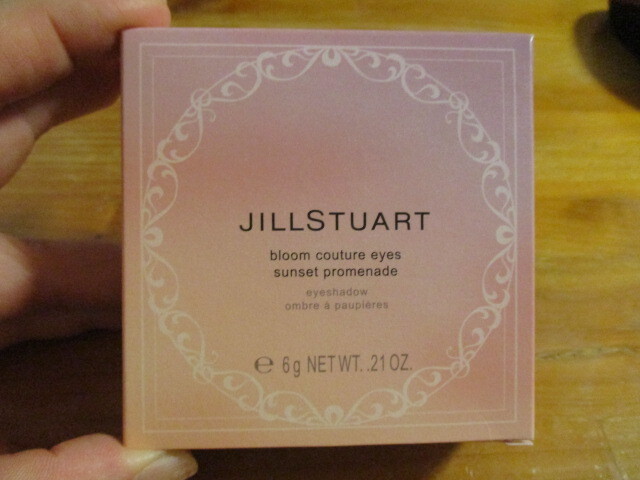 JILLSTUART
bloom couture eyes
sunset promenade
eyeshadow
ombre à paupières
℮ 6g NET WT. .21 OZ.